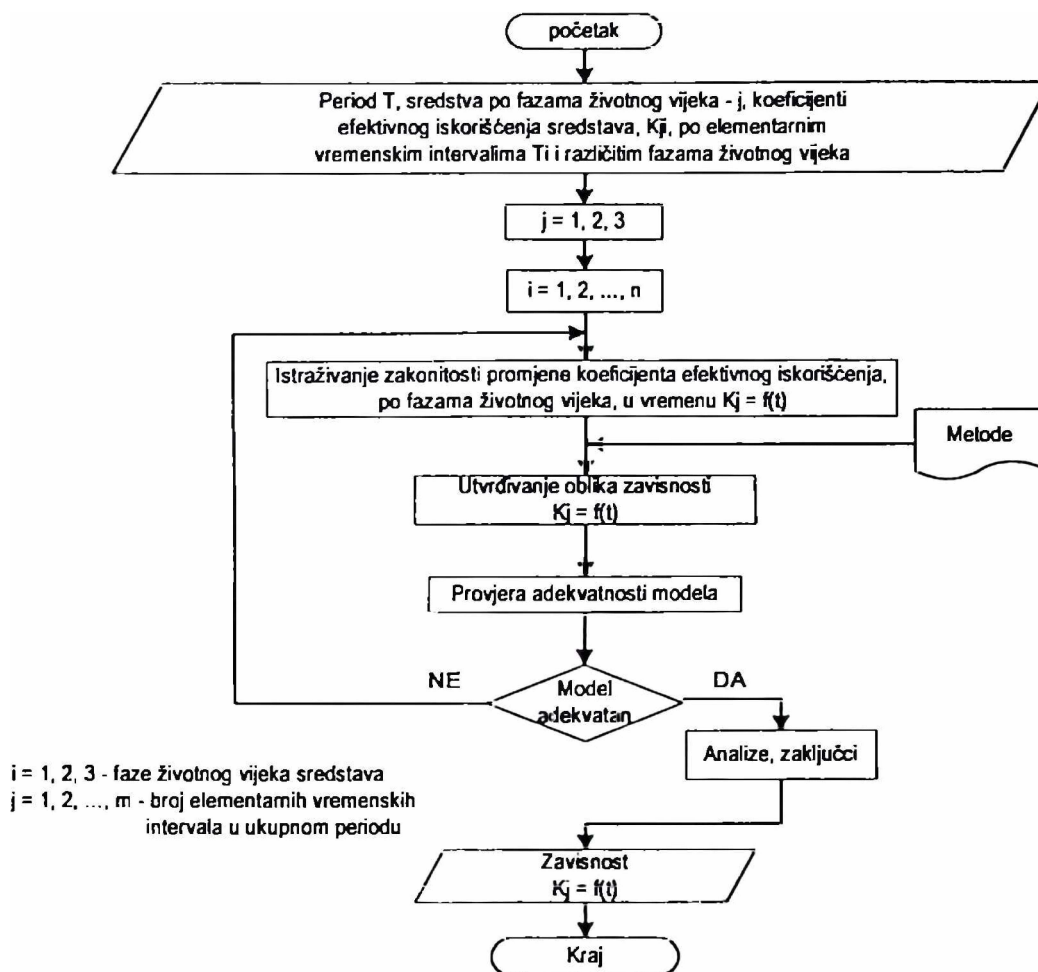 početak
Period T, sredstva po fazama životnog vijeka - j, koeficijenti
efektivnog iskorišćenja sredstava, Kji, po elementarnim
vremenskim intervalima Ti i različitim fazama životnog vijeka
j = 1, 2, 3
i = 1, 2, ..., n
Istraživanje zakonitosti promjene koeficijenta efektivnog iskorišćenja,
po fazama životnog vijeka, u vremenu Kj = f(t)
Metode
Utvrđivanje oblika zavisnosti
Kj = f(t)
Provjera adekvatnosti modela
NE
Model
adekvatan
DA
Analize, zaključci
i = 1, 2, 3 - faze životnog vijeka sredstava
j = 1, 2, ..., m - broj elementarnih vremenskih
intervala u ukupnom periodu
Zavisnost
Kj = f(t)
Kraj